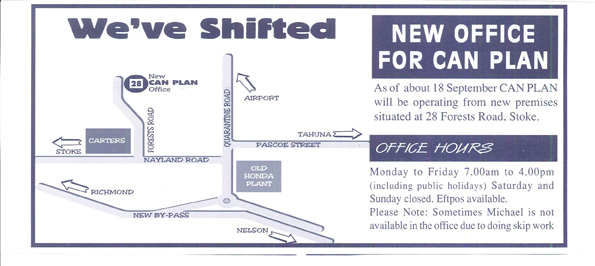 We've Shifted
28
New
CAN PLAN
Office
AIRPORT
QUARANTINE ROAD
FORESTS ROAD
CARTERS
STOKE
NAYLAND ROAD
TAHUNA
PASCOE STREET
OLD
HONDA
PLANT
RICHMOND
NEW BY-PASS
NELSON
NEW OFFICE
FOR CAN PLAN
As of about 18 September CAN PLAN
will be operating from new premises
situated at 28 Forests Road, Stoke.
OFFICE HOURS
Monday to Friday 7.00am to 4.00pm
(including public holidays) Saturday and
Sunday closed. Eftpos available.
Please Note: Sometimes Michael is not
available in the office due to doing skip work